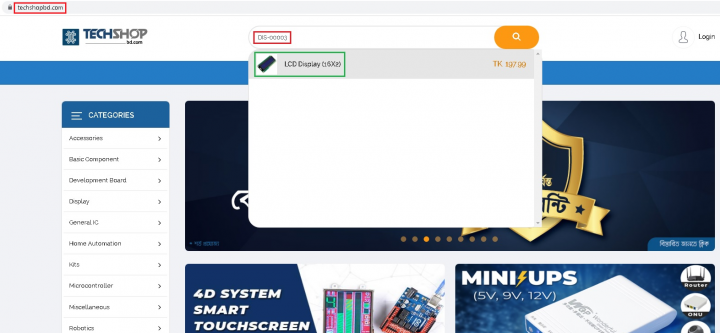 techshopbd.com
TECHSHOP
bd.com
DIS-00003
Login
LCD Display (16X2)
TK 197.99
CATEGORIES
Accessories
Basic Component
Development Board
Display
General IC
Home Automation
Kits
Microcontroller
Miscellaneous
Robotics
বিস্তারিত জানতে ক্লিক
4D SYSTEM
SMART
TOUCHSCREEN
MINI UPS
(5V, 9V, 12V)
Router
ONU